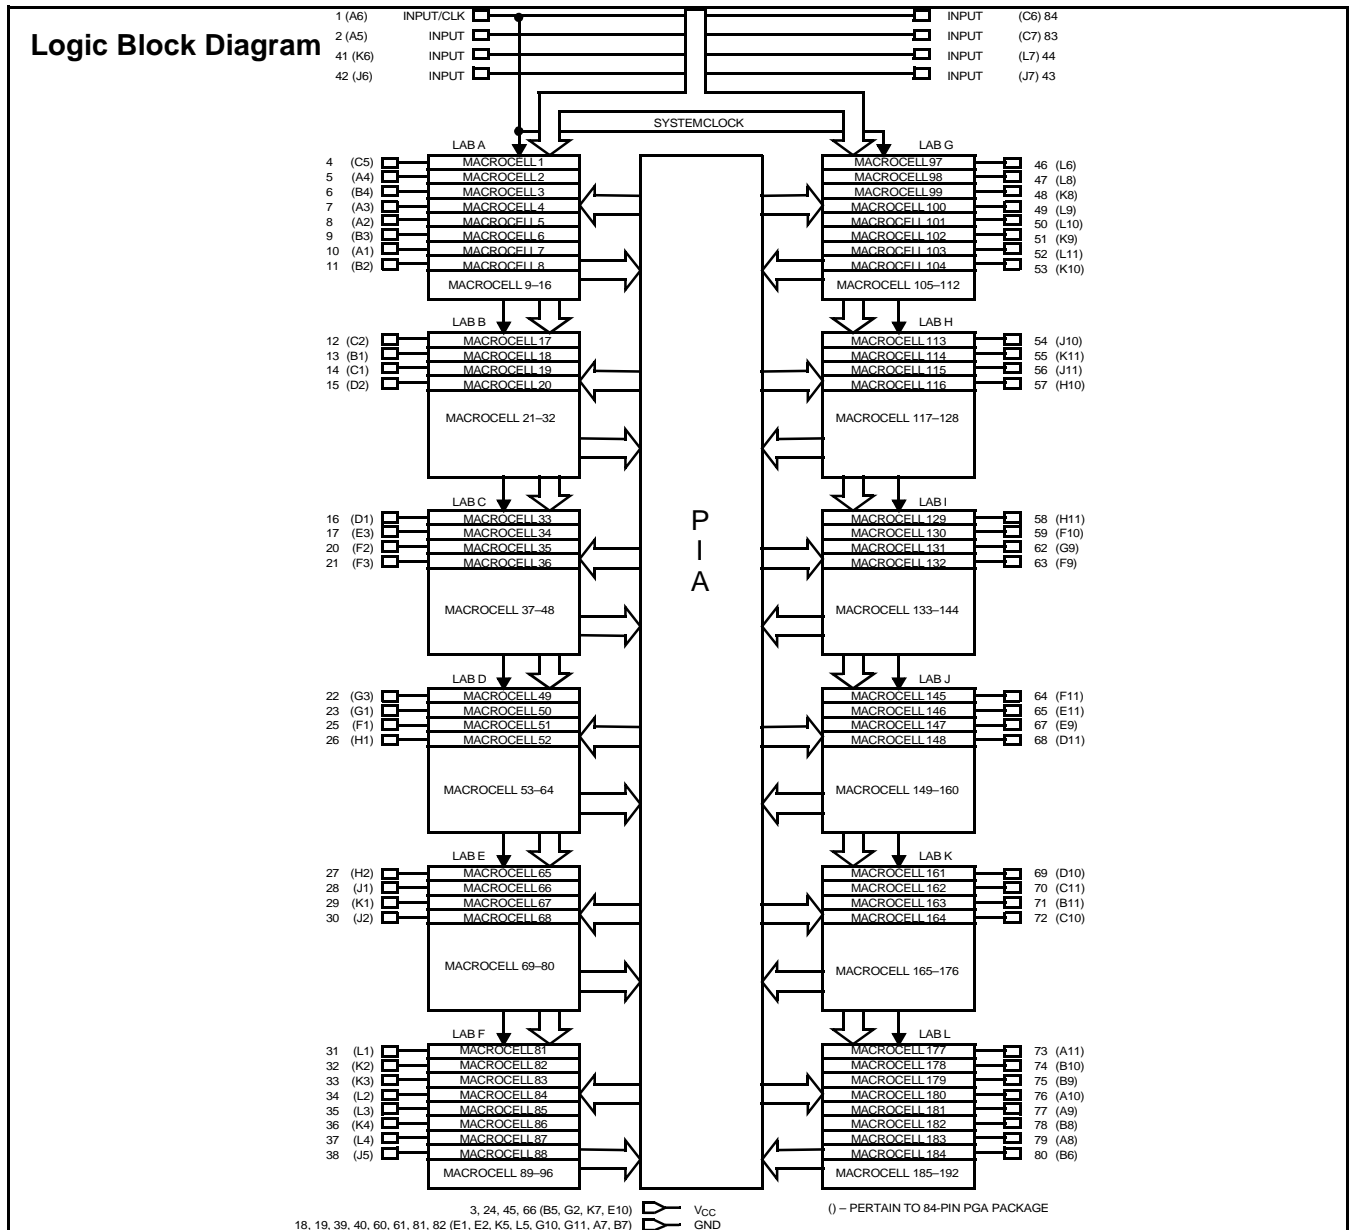 Logic Block Diagram
1 (A6) INPUT/CLK INPUT (C6) 84
2 (A5) INPUT INPUT (C7) 83
41 (K6) INPUT INPUT (L7) 44
42 (J6) INPUT INPUT (J7) 43
SYSTEMCLOCK
LAB A LAB G
4 (C5) MACROCELL 1 MACROCELL 97 46 (L6)
5 (A4) MACROCELL 2 MACROCELL 98 47 (L8)
6 (B4) MACROCELL 3 MACROCELL 99 48 (K8)
7 (A3) MACROCELL 4 MACROCELL 100 49 (L9)
8 (A2) MACROCELL 5 MACROCELL 101 50 (L10)
9 (B3) MACROCELL 6 MACROCELL 102 51 (K9)
10 (A1) MACROCELL 7 MACROCELL 103 52 (L11)
11 (B2) MACROCELL 8 MACROCELL 104 53 (K10)
MACROCELL 9–16 MACROCELL 105–112
LAB B LAB H
12 (C2) MACROCELL 17 MACROCELL 113 54 (J10)
13 (B1) MACROCELL 18 MACROCELL 114 55 (K11)
14 (C1) MACROCELL 19 MACROCELL 115 56 (J11)
15 (D2) MACROCELL 20 MACROCELL 116 57 (H10)
MACROCELL 21–32 MACROCELL 117–128
LAB C LAB I
16 (D1) MACROCELL 33 MACROCELL 129 58 (H11)
17 (E3) MACROCELL 34 MACROCELL 130 59 (F10)
20 (F2) MACROCELL 35 MACROCELL 131 62 (G9)
21 (F3) MACROCELL 36 MACROCELL 132 63 (F9)
MACROCELL 37–48 MACROCELL 133–144
P
I
A
LAB D LAB J
22 (G3) MACROCELL 49 MACROCELL 145 64 (F11)
23 (G1) MACROCELL 50 MACROCELL 146 65 (E11)
25 (F1) MACROCELL 51 MACROCELL 147 67 (E9)
26 (H1) MACROCELL 52 MACROCELL 148 68 (D11)
MACROCELL 53–64 MACROCELL 149–160
LAB E LAB K
27 (H2) MACROCELL 65 MACROCELL 161 69 (D10)
28 (J1) MACROCELL 66 MACROCELL 162 70 (C11)
29 (K1) MACROCELL 67 MACROCELL 163 71 (B11)
30 (J2) MACROCELL 68 MACROCELL 164 72 (C10)
MACROCELL 69–80 MACROCELL 165–176
LAB F LAB L
31 (L1) MACROCELL 81 MACROCELL 177 73 (A11)
32 (K2) MACROCELL 82 MACROCELL 178 74 (B10)
33 (K3) MACROCELL 83 MACROCELL 179 75 (B9)
34 (L2) MACROCELL 84 MACROCELL 180 76 (A10)
35 (L3) MACROCELL 85 MACROCELL 181 77 (A9)
36 (K4) MACROCELL 86 MACROCELL 182 78 (B8)
37 (L4) MACROCELL 87 MACROCELL 183 79 (A8)
38 (J5) MACROCELL 88 MACROCELL 184 80 (B6)
MACROCELL 89–96 MACROCELL 185–192
3, 24, 45, 66 (B5, G2, K7, E10) VCC () – PERTAIN TO 84-PIN PGA PACKAGE
18, 19, 39, 40, 60, 61, 81, 82 (E1, E2, K5, L5, G10, G11, A7, B7) GND